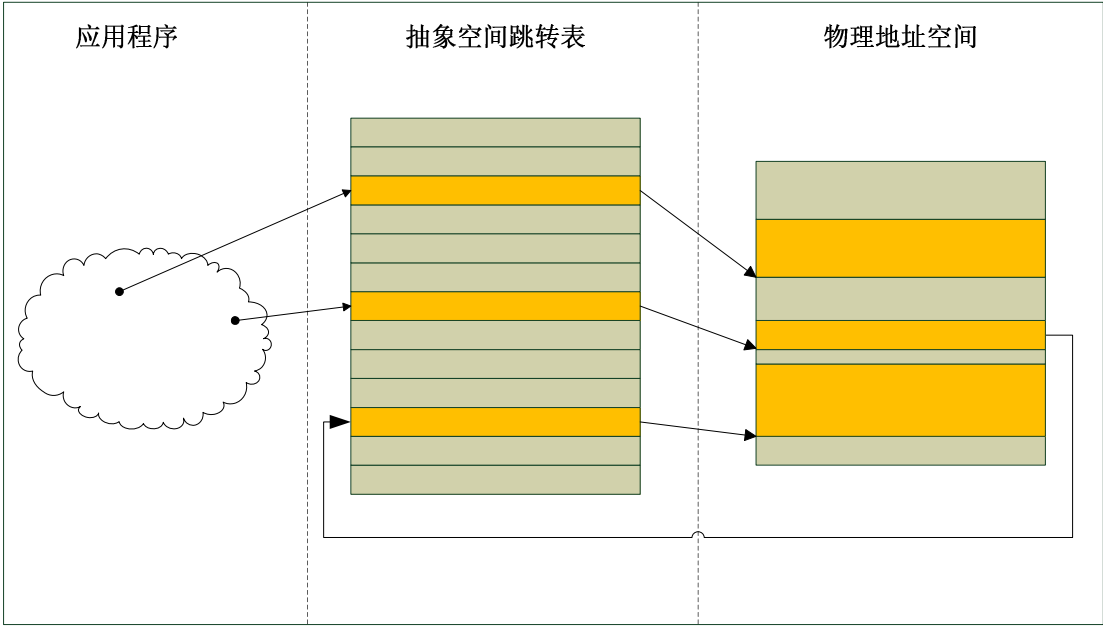 应用程序
抽象空间跳转表
物理地址空间